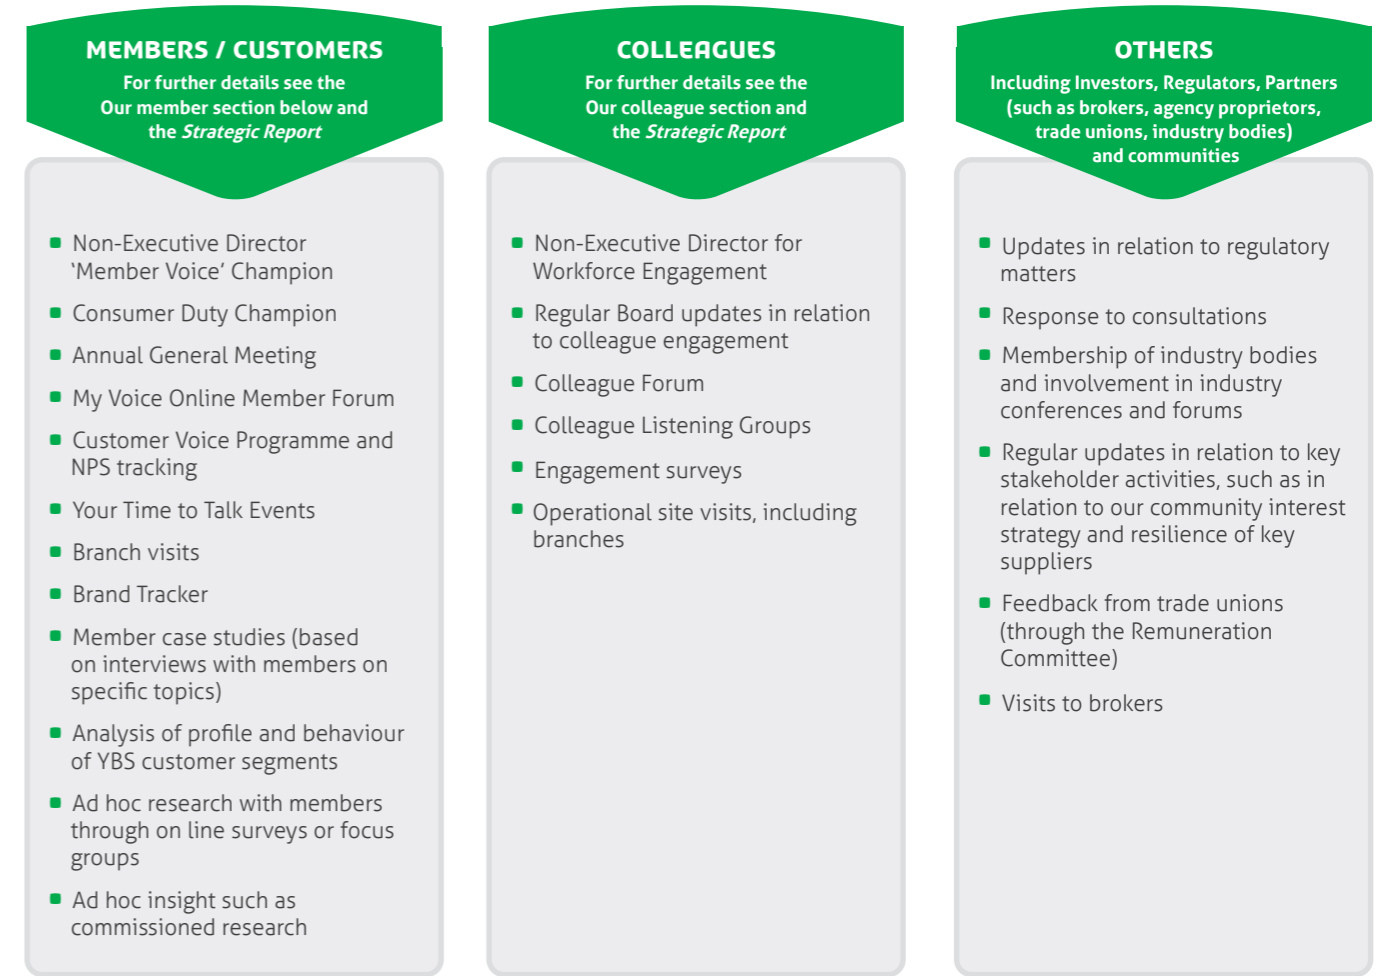 MEMBERS / CUSTOMERS
For further details see the
Our member section below and
the Strategic Report
Non-Executive Director
‘Member Voice’ Champion
Consumer Duty Champion
Annual General Meeting
My Voice Online Member Forum
Customer Voice Programme and
NPS tracking
Your Time to Talk Events
Branch visits
Brand Tracker
Member case studies (based
on interviews with members on
specific topics)
Analysis of profile and behaviour
of YBS customer segments
Ad hoc research with members
through on line surveys or focus
groups
Ad hoc insight such as
commissioned research
COLLEAGUES
For further details see the
Our colleague section and
the Strategic Report
Non-Executive Director for
Workforce Engagement
Regular Board updates in relation
to colleague engagement
Colleague Forum
Colleague Listening Groups
Engagement surveys
Operational site visits, including
branches
OTHERS
Including Investors, Regulators, Partners
(such as brokers, agency proprietors,
trade unions, industry bodies)
and communities
Updates in relation to regulatory
matters
Response to consultations
Membership of industry bodies
and involvement in industry
conferences and forums
Regular updates in relation to key
stakeholder activities, such as in
relation to our community interest
strategy and resilience of key
suppliers
Feedback from trade unions
(through the Remuneration
Committee)
Visits to brokers